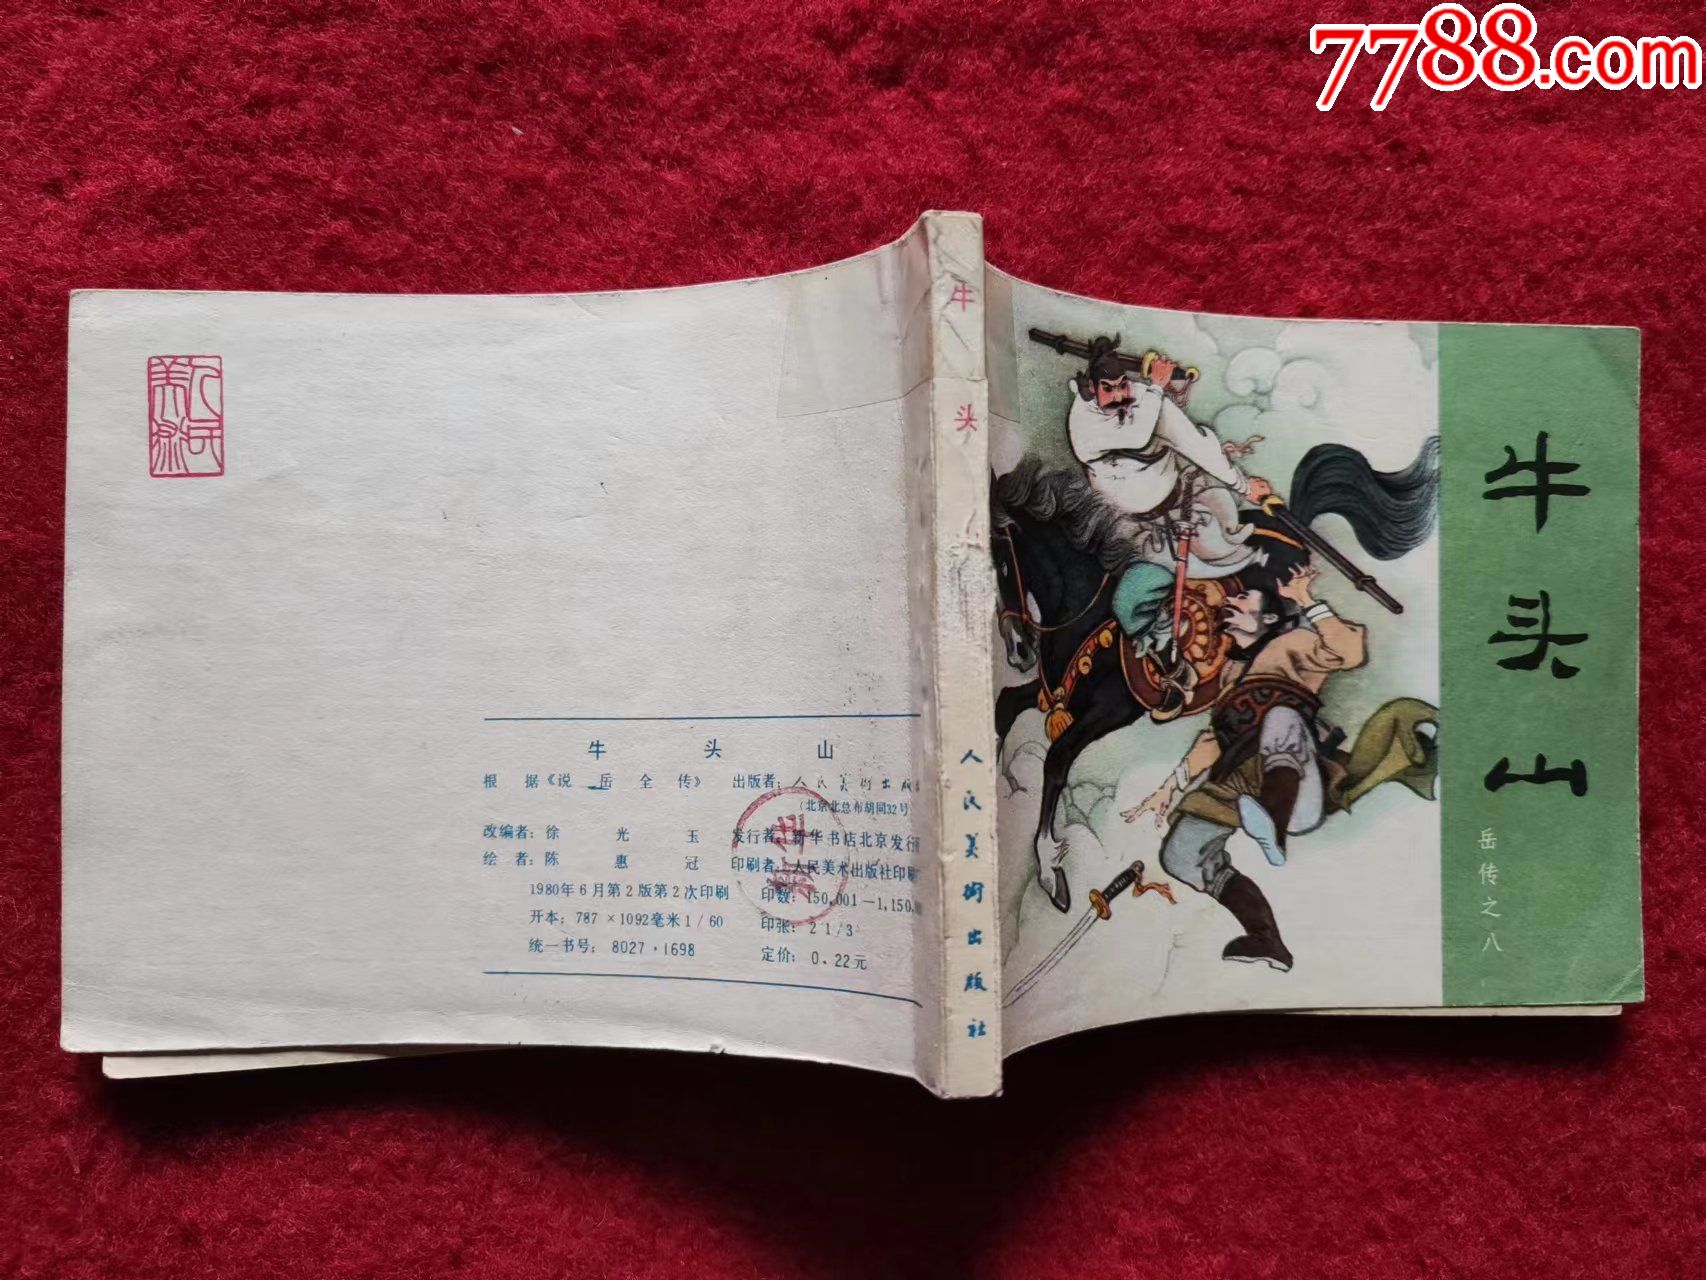 7788.com
牛头山
岳传之八
牛头
人民美術出版社
人民美术
牛头山
根据《说岳全传》 出版者：人民美術出版
（北京北总布胡同32号
改编者：徐光玉 发行者：新华书店北京发行
绘者：陈惠冠 印刷者：人民美术出版社印刷
1980年6月第2版第2次印刷 印数：150,001—1,150,
开本：787×1092毫米1/60 印张：2 1/3
统一书号：8027·1698 定价：0.22元